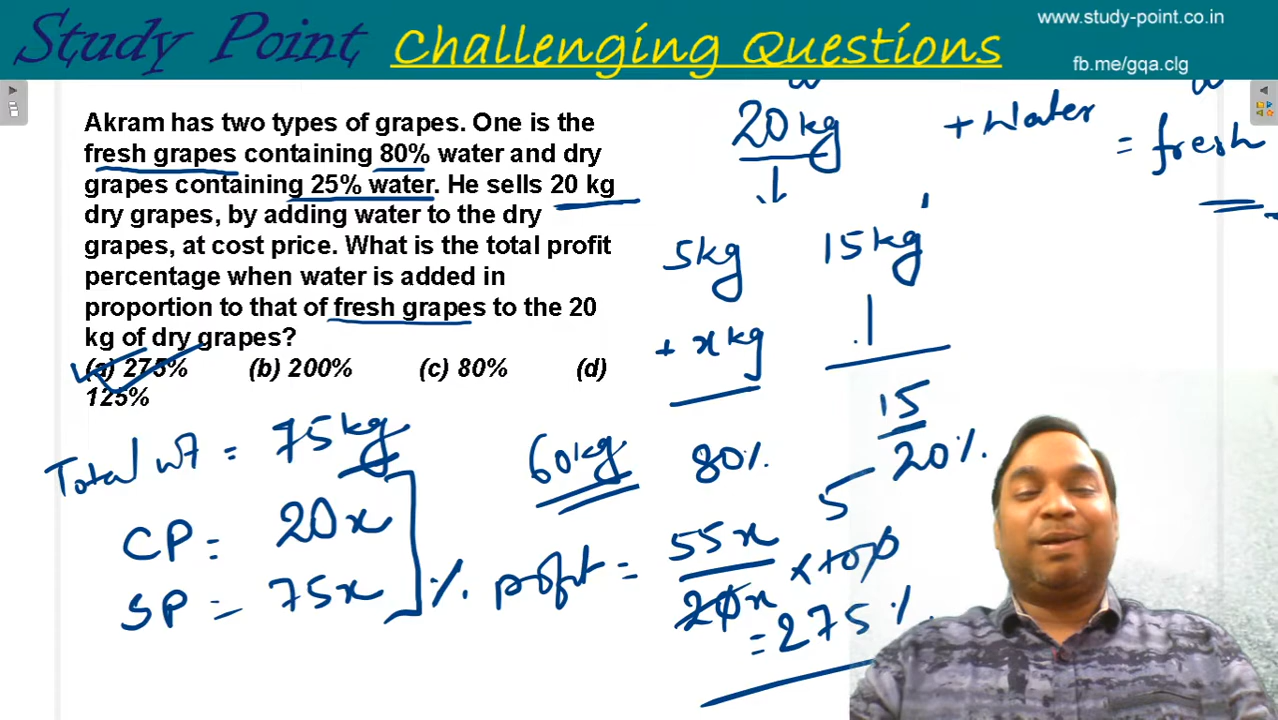 Study Point Challenging Questions
www.study-point.co.in
fb.me/gqa.clg
Akram has two types of grapes. One is the
fresh grapes containing 80% water and dry
grapes containing 25% water. He sells 20 kg
dry grapes, by adding water to the dry
grapes, at cost price. What is the total profit
percentage when water is added in
proportion to that of fresh grapes to the 20
kg of dry grapes?
(a) 275% (b) 200% (c) 80% (d)
125%
20 kg + Water = fresh
5kg 15kg
+ x kg
15
60kg 80% 20%
5
Total wt = 75kg
CP = 20x
SP = 75x
% profit = 55x
20x
x 100
= 275%